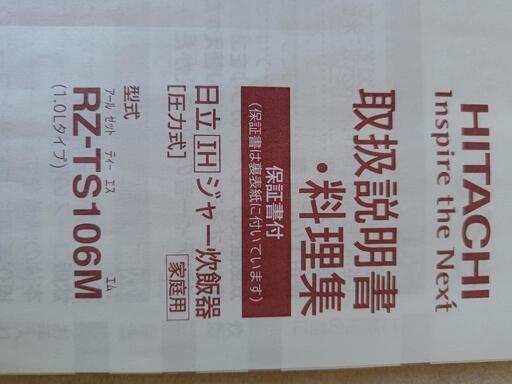 HITACHI
Inspire the Next
取扱説明書
・料理集
保証書付
(保証書は裏表紙に付いています)
日立 IH ジャー炊飯器 家庭用
[圧力式]
型式
アール ゼット ティー エス エム
RZ-TS106M
(1.0Lタイプ)